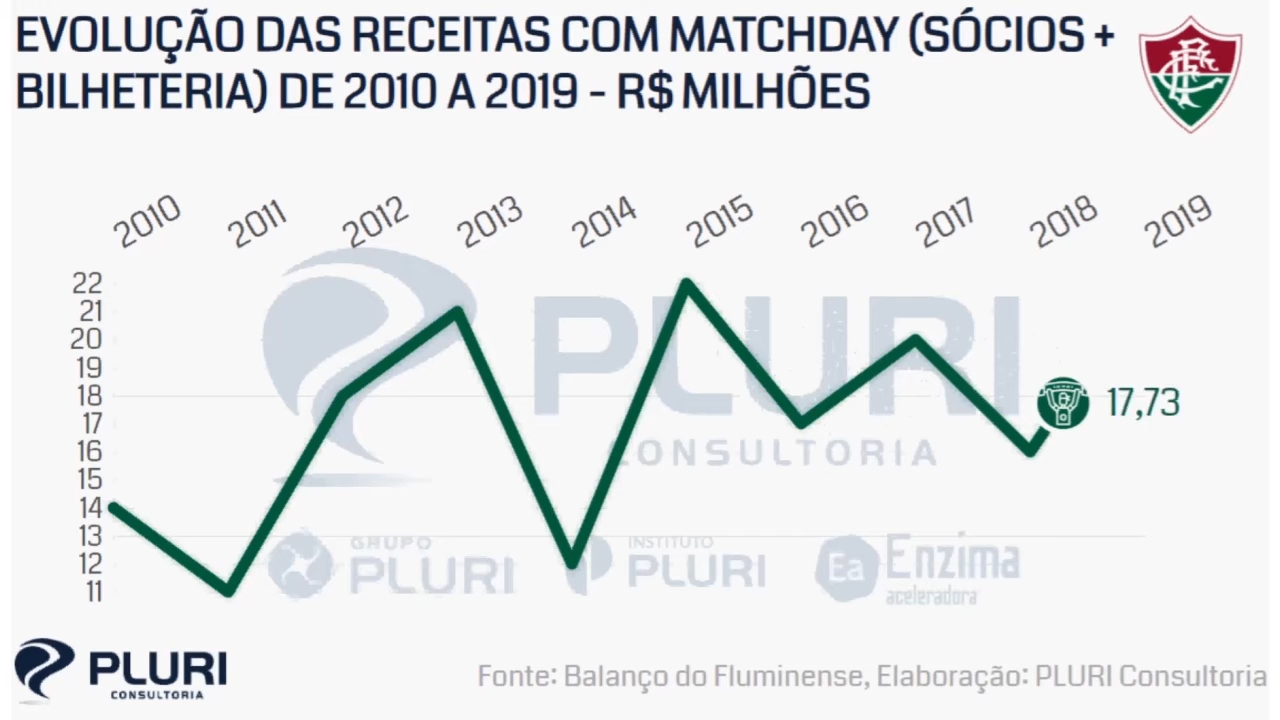 EVOLUÇÃO DAS RECEITAS COM MATCHDAY (SÓCIOS +
BILHETERIA) DE 2010 A 2019 - R$ MILHÕES
2010 2011 2012 2013 2014 2015 2016 2017 2018 2019
22
21
20
19
18
17
16
15
14
13
12
11
17,73
PLURI
CONSULTORIA
GRUPO
PLURI
INSTITUTO
PLURI
Ea Enzima
aceleradora
PLURI
CONSULTORIA
Fonte: Balanço do Fluminense, Elaboração: PLURI Consultoria